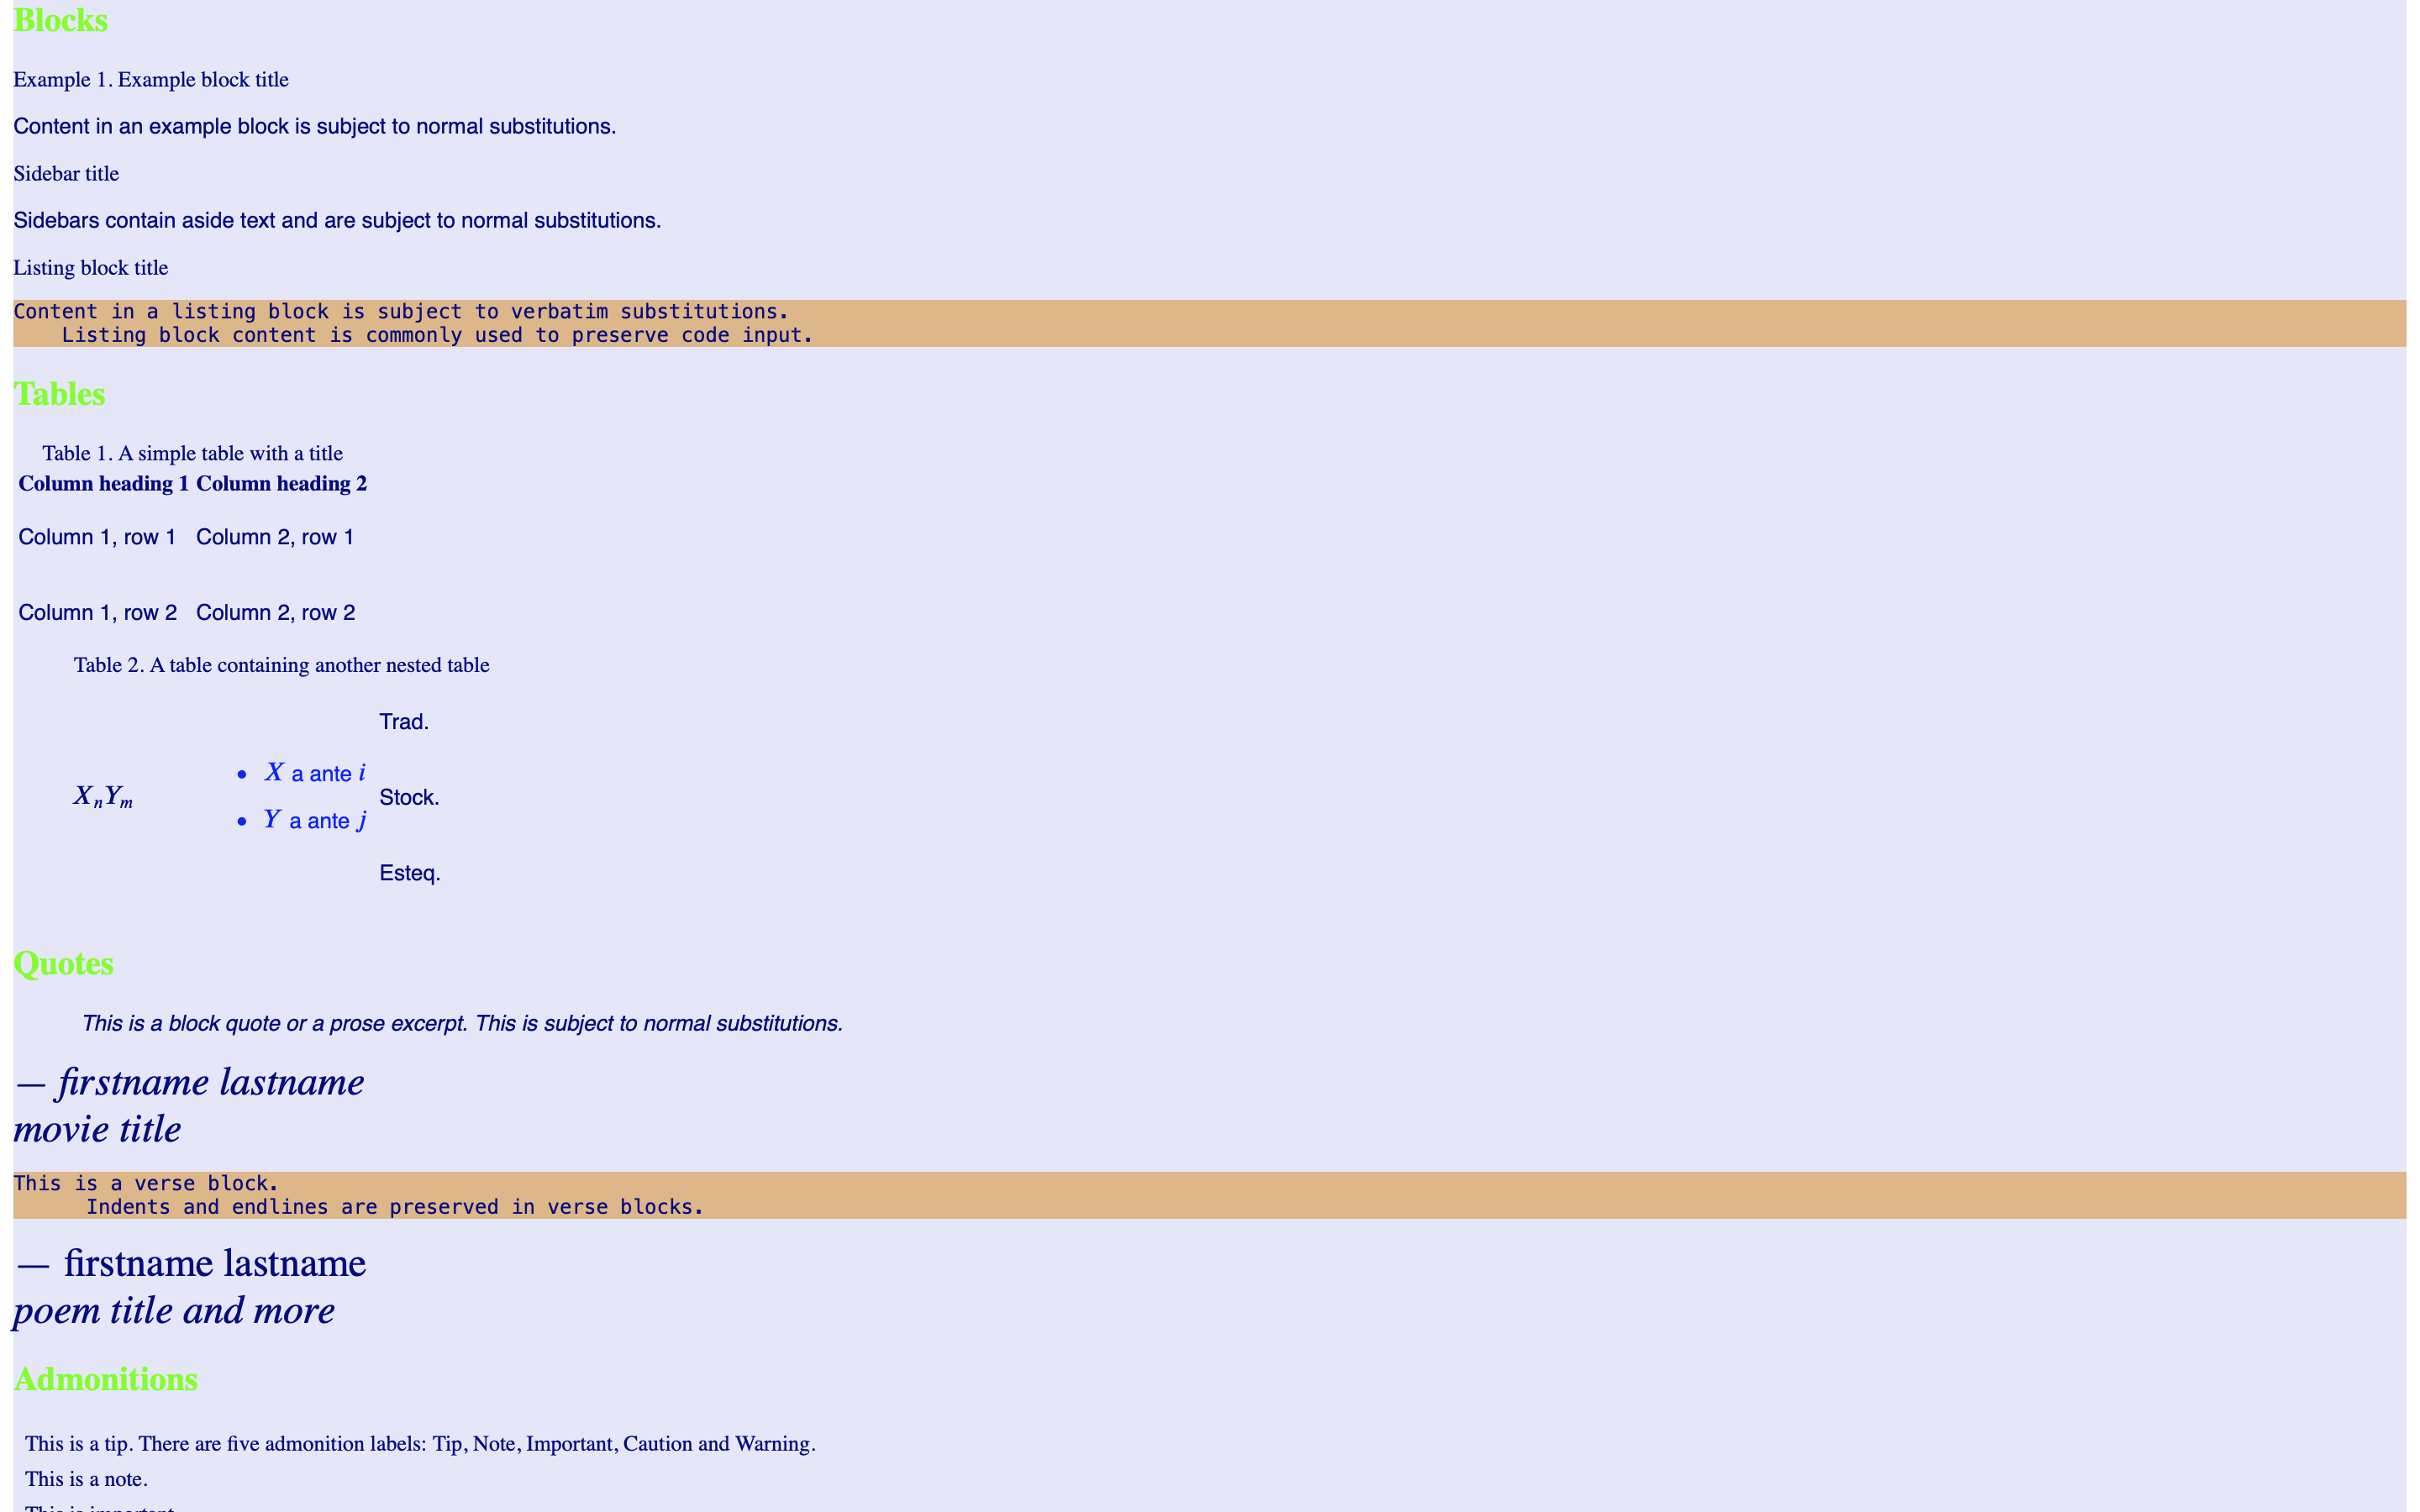 Blocks
Example 1. Example block title
Content in an example block is subject to normal substitutions.
Sidebar title
Sidebars contain aside text and are subject to normal substitutions.
Listing block title
Content in a listing block is subject to verbatim substitutions.
Listing block content is commonly used to preserve code input.
Tables
Table 1. A simple table with a title
Column heading 1 Column heading 2
Column 1, row 1 Column 2, row 1
Column 1, row 2 Column 2, row 2
Table 2. A table containing another nested table
Trad.
• X a ante i
XnYm
Stock.
• Y a ante j
Esteq.
Quotes
This is a block quote or a prose excerpt. This is subject to normal substitutions.
— firstname lastname
movie title
This is a verse block.
Indents and endlines are preserved in verse blocks.
— firstname lastname
poem title and more
Admonitions
This is a tip. There are five admonition labels: Tip, Note, Important, Caution and Warning.
This is a note.
This is important